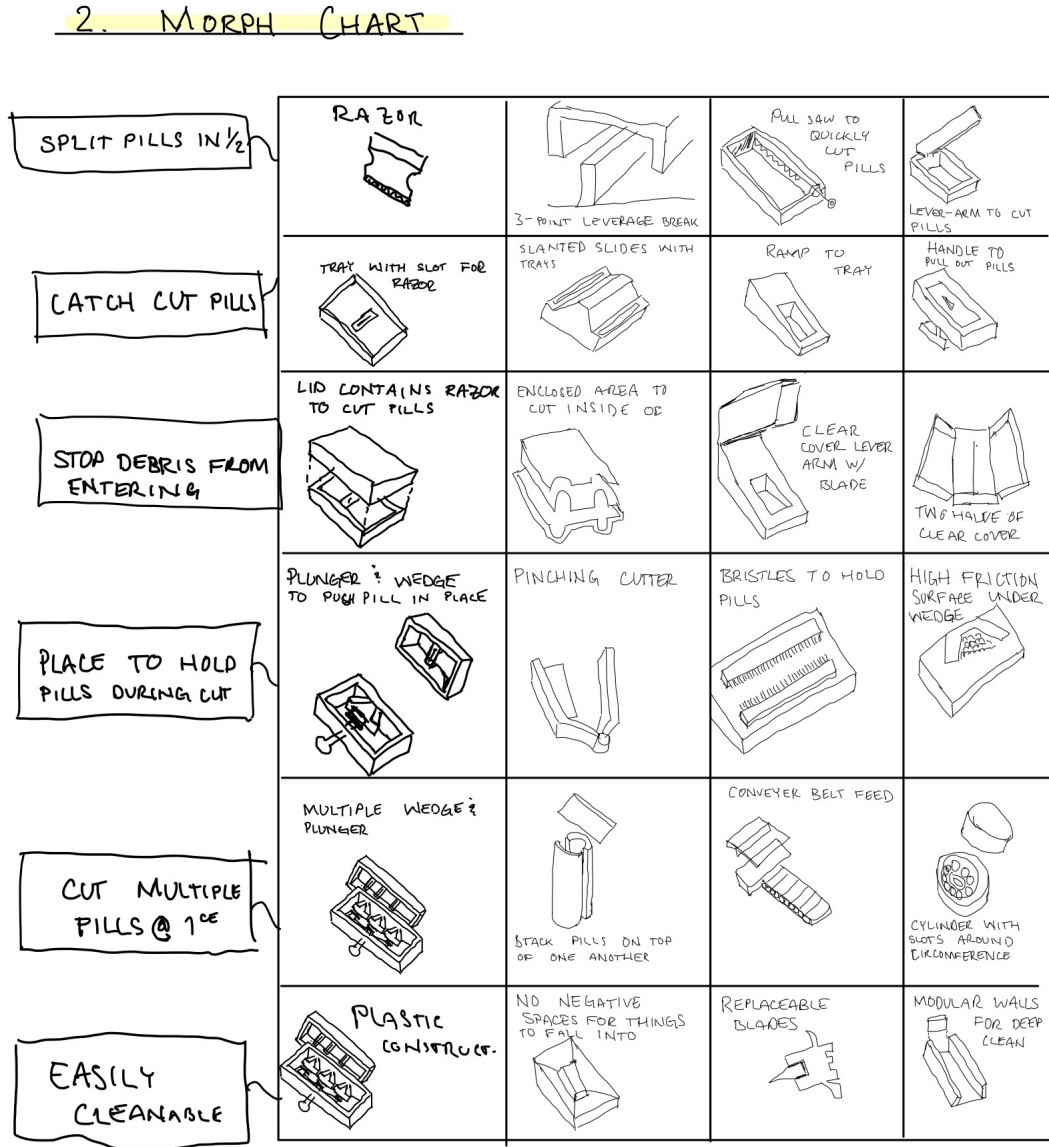 2. MORPH CHART
SPLIT PILLS IN 1/2
RAZOR
3-POINT LEVERAGE BREAK
PULL SAW TO
QUICKLY
CUT
PILLS
LEVER-ARM TO CUT
PILLS
CATCH CUT PILLS
TRAY WITH SLOT FOR
RAZOR
SLANTED SLIDES WITH
TRAYS
RAMP TO
TRAY
HANDLE TO
PULL OUT PILLS
STOP DEBRIS FROM
ENTERING
LID CONTAINS RAZOR
TO CUT PILLS
ENCLOSED AREA TO
CUT INSIDE OF
CLEAR
COVER LEVER
ARM W/
BLADE
TWO HALVE OF
CLEAR COVER
PLACE TO HOLD
PILLS DURING CUT
PLUNGER & WEDGE
TO PUSH PILL IN PLACE
PINCHING CUTTER
BRISTLES TO HOLD
PILLS
HIGH FRICTION
SURFACE UNDER
WEDGE
CUT MULTIPLE
PILLS @ 1CE
MULTIPLE WEDGE &
PLUNGER
STACK PILLS ON TOP
OF ONE ANOTHER
CONVEYER BELT FEED
CYLINDER WITH
SLOTS AROUND
CIRCOMFERENCE
EASILY
CLEANABLE
PLASTIC
CONSTRUCT.
NO NEGATIVE
SPACES FOR THINGS
TO FALL INTO
REPLACEABLE
BLADES
MODULAR WALLS
FOR DEEP
CLEAN